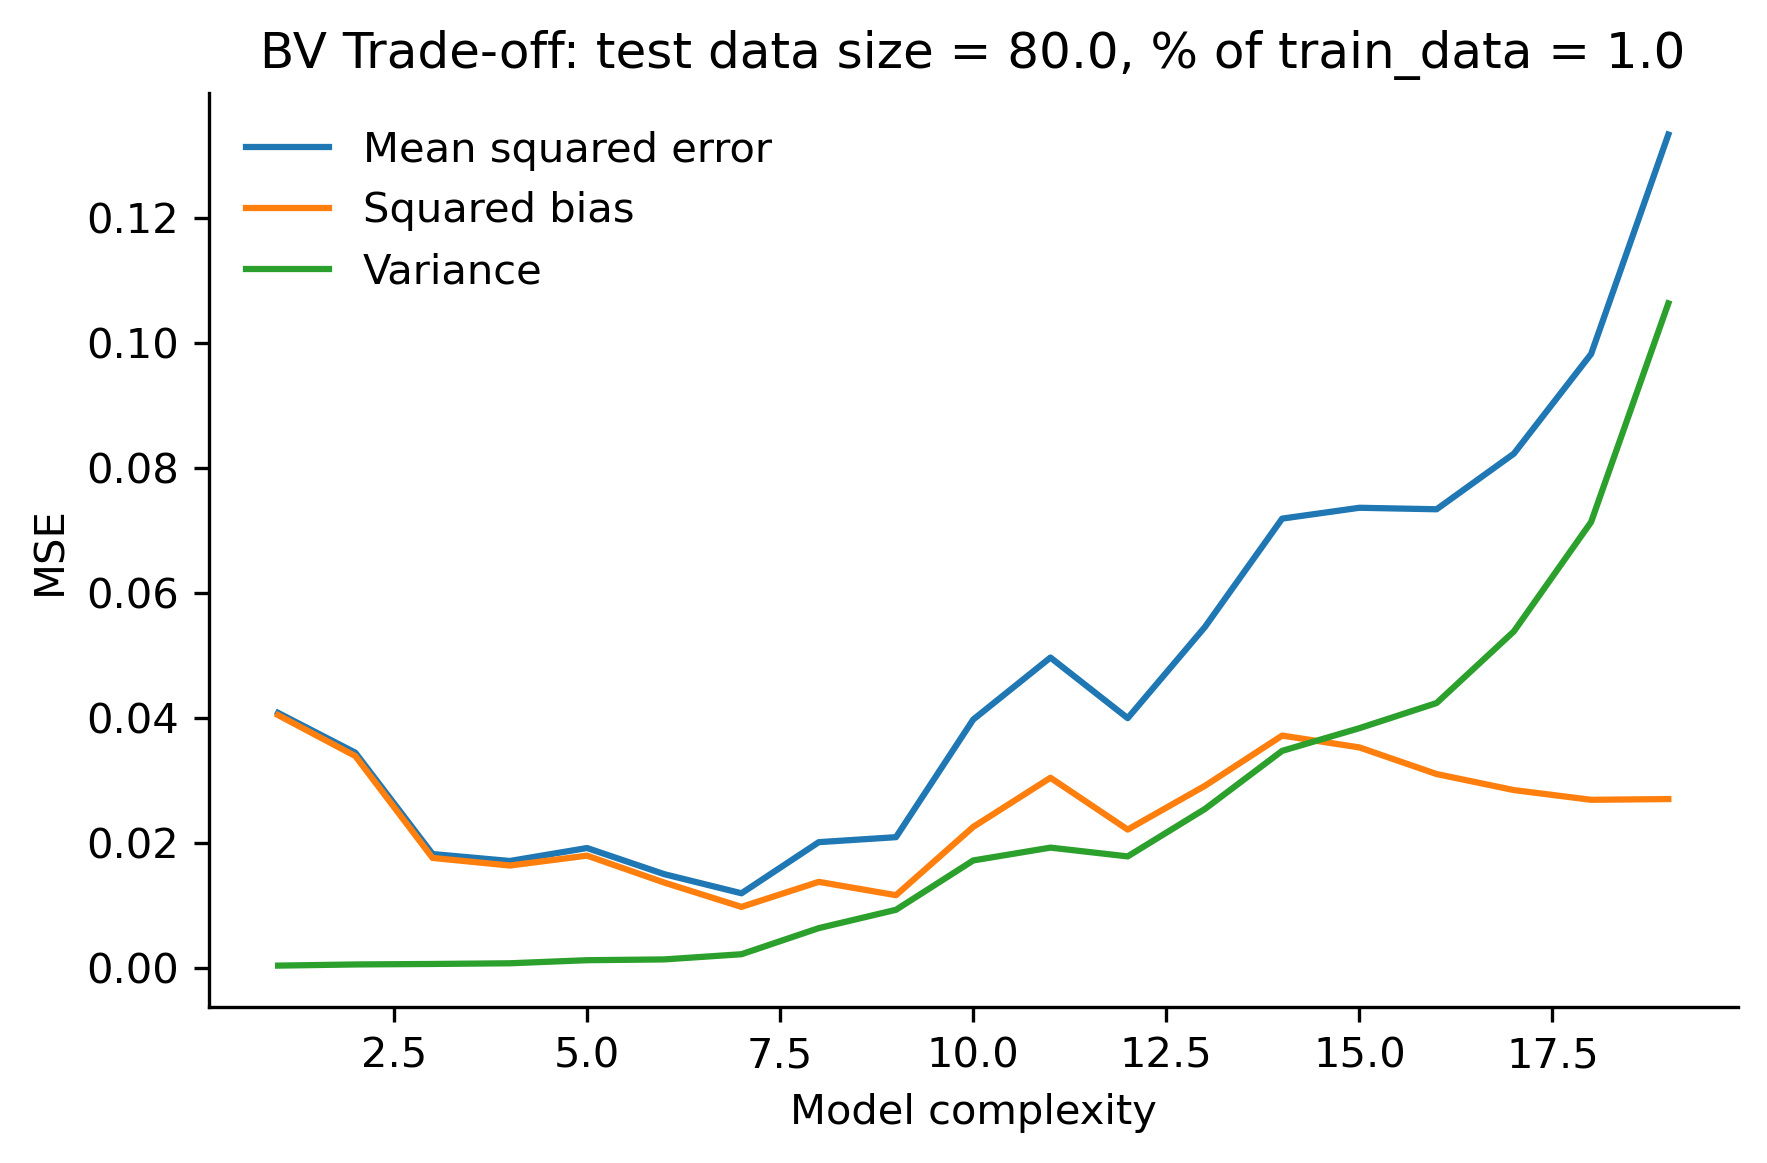 BV Trade-off: test data size = 80.0, % of train_data = 1.0
Mean squared error
Squared bias
Variance
0.12
0.10
0.08
0.06
0.04
0.02
0.00
MSE
2.5 5.0 7.5 10.0 12.5 15.0 17.5
Model complexity